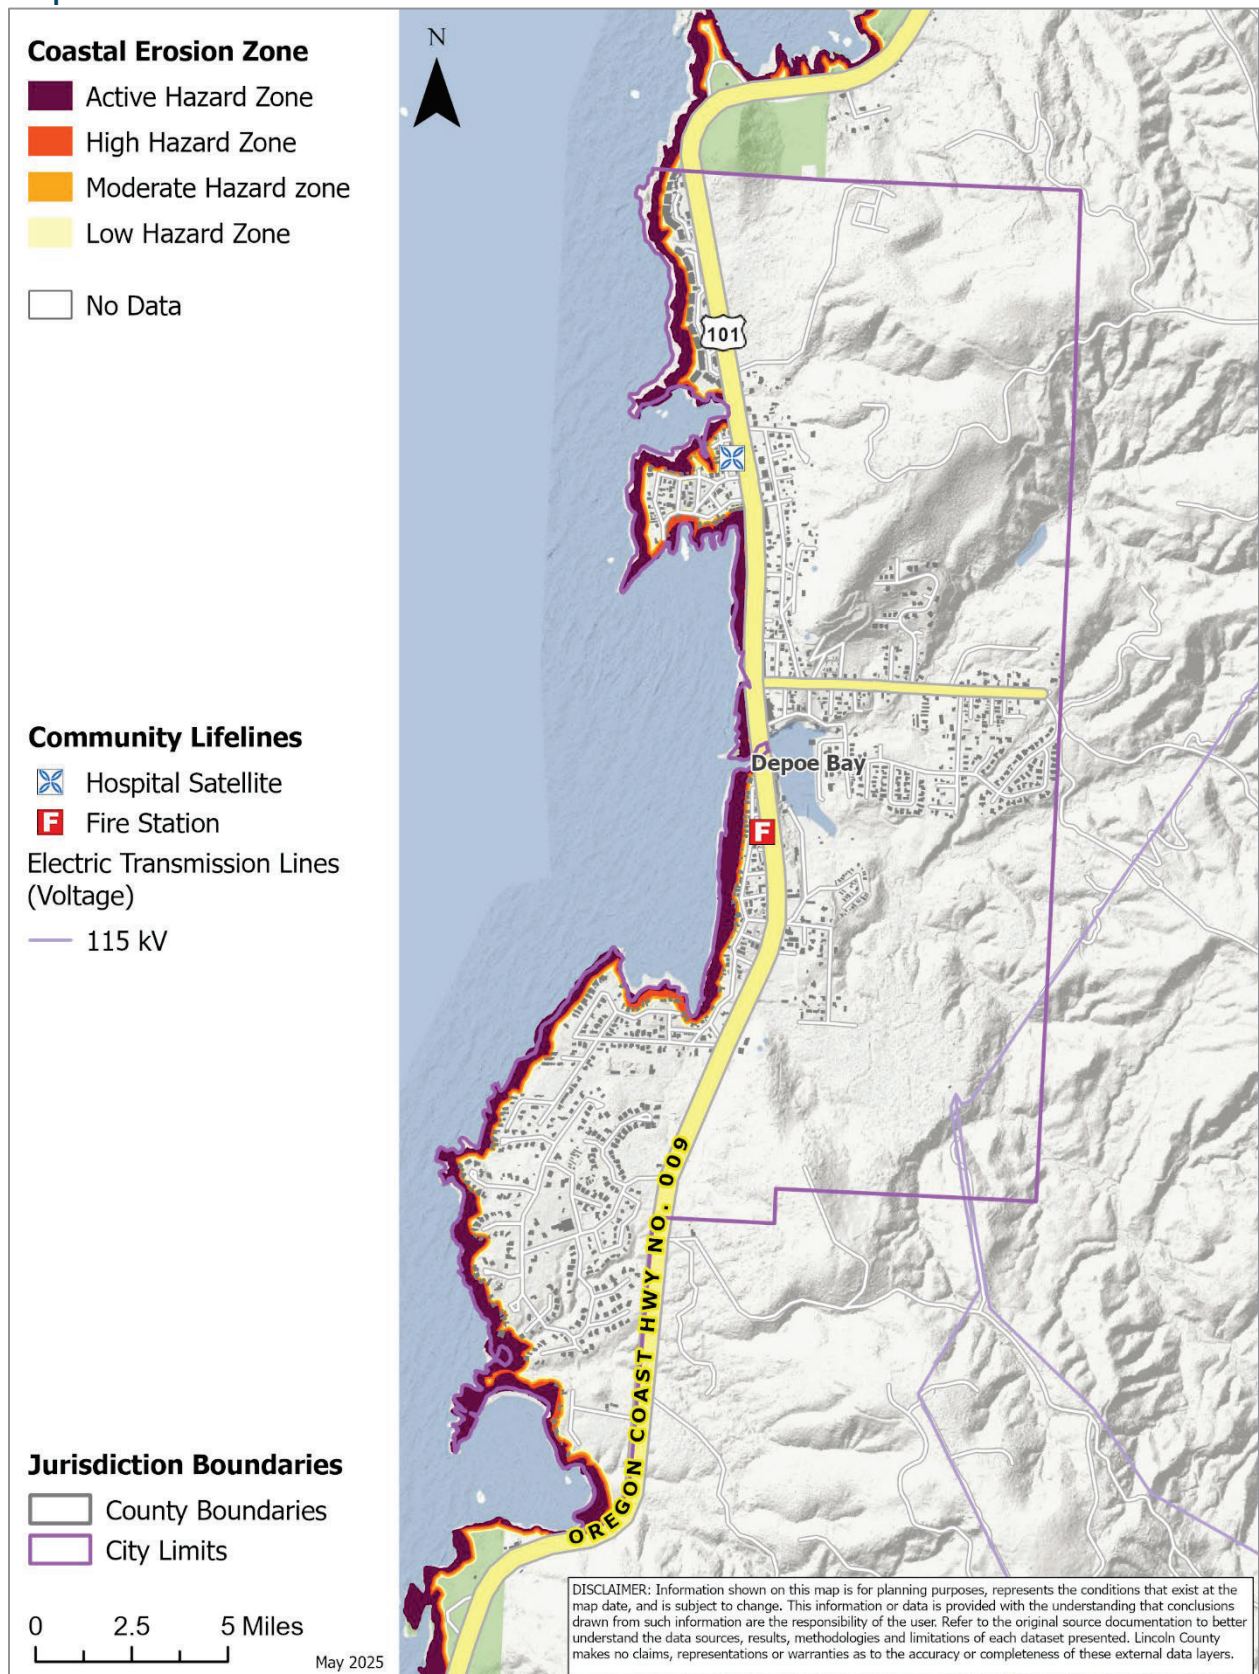 Coastal Erosion Zone
Active Hazard Zone
High Hazard Zone
Moderate Hazard zone
Low Hazard Zone
No Data
Community Lifelines
Hospital Satellite
F Fire Station
Electric Transmission Lines
(Voltage)
115 kV
Jurisdiction Boundaries
County Boundaries
City Limits
0 2.5 5 Miles
May 2025
N
101
Depoe Bay
F
OREGON COAST HWY NO. 009
DISCLAIMER: Information shown on this map is for planning purposes, represents the conditions that exist at the
map date, and is subject to change. This information or data is provided with the understanding that conclusions
drawn from such information are the responsibility of the user. Refer to the original source documentation to better
understand the data sources, results, methodologies and limitations of each dataset presented. Lincoln County
makes no claims, representations or warranties as to the accuracy or completeness of these external data layers.